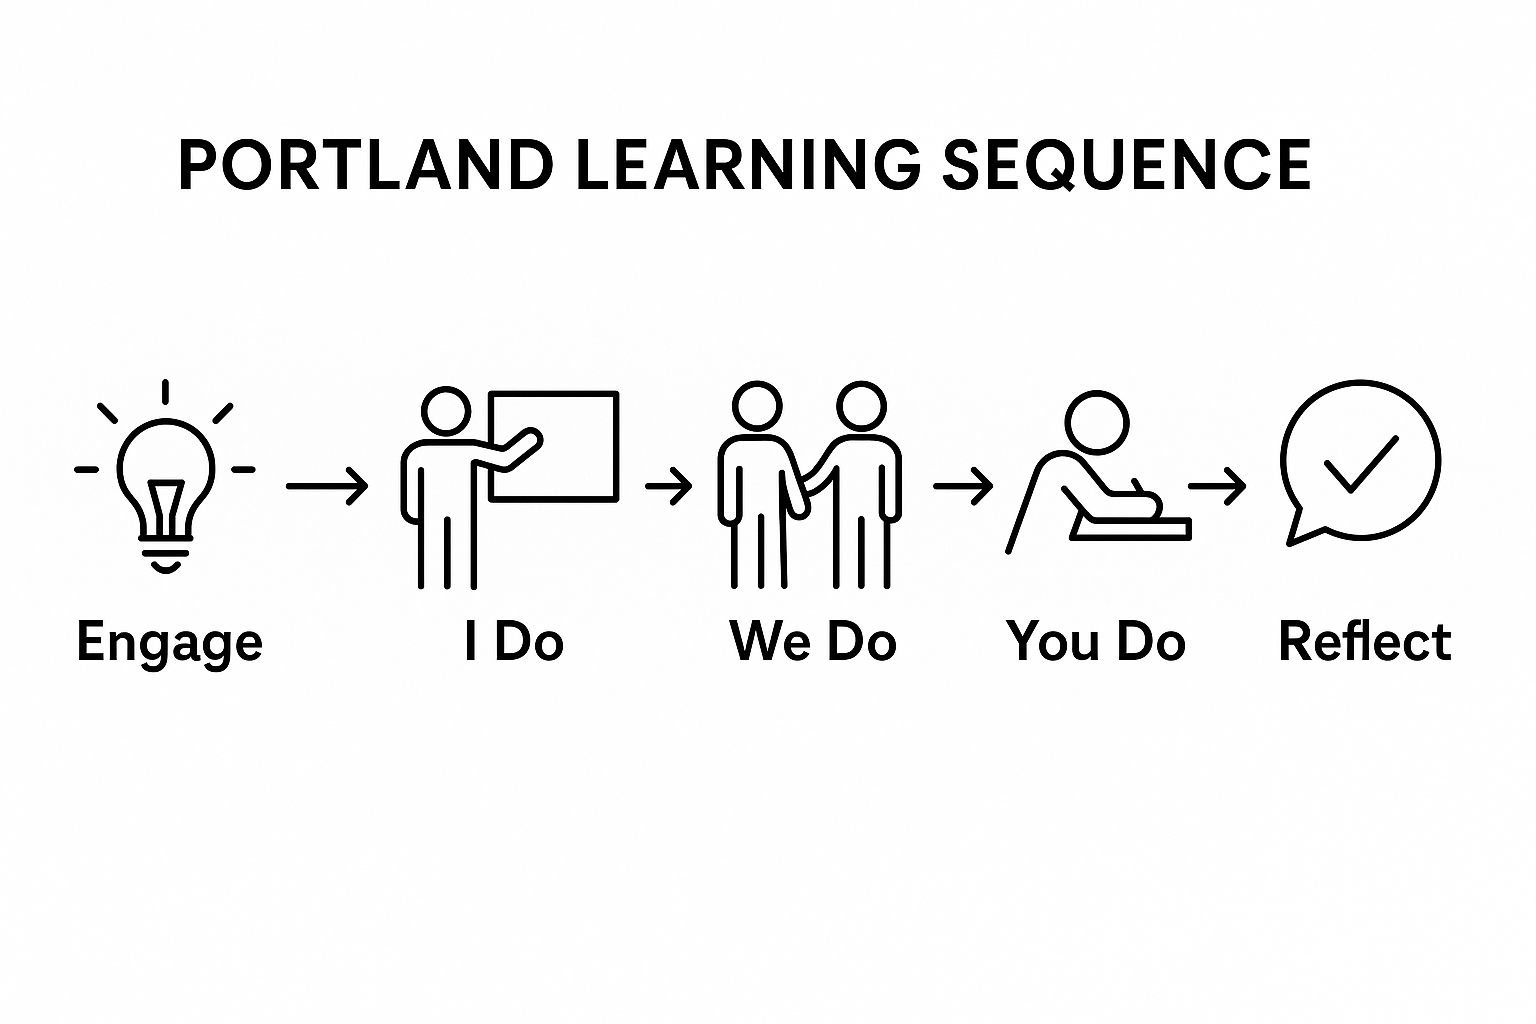 PORTLAND LEARNING SEQUENCE
Engage
I Do
We Do
You Do
Reflect